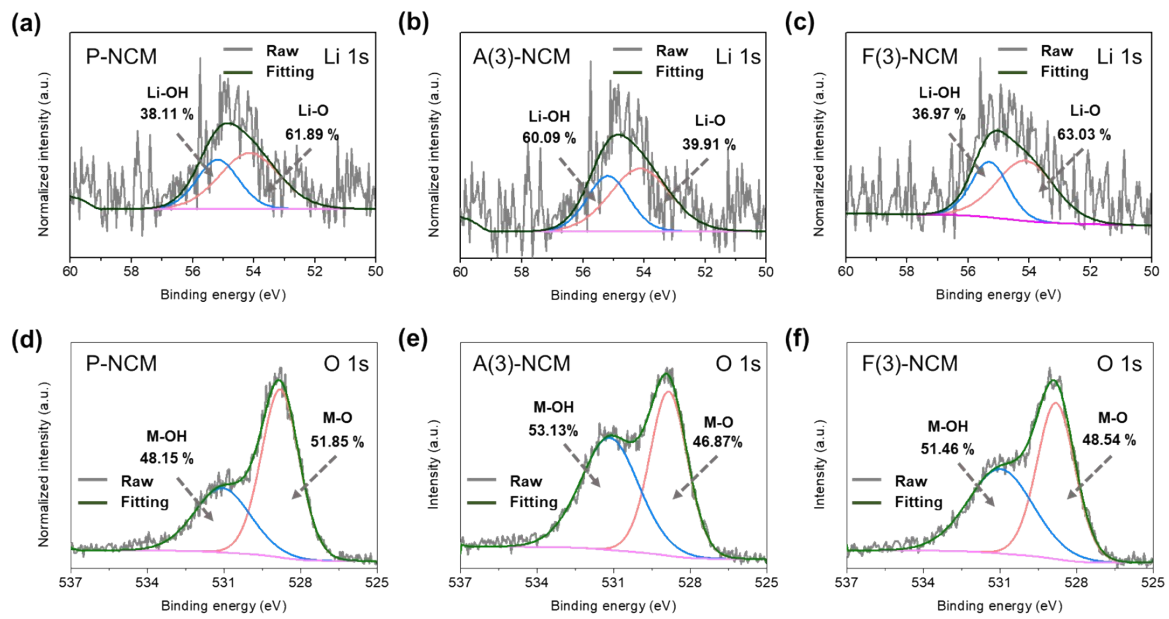 (a)
P-NCM
Raw
Fitting
Li 1s
Li-OH
38.11 %
Li-O
61.89 %
Normalized intensity (a.u.)
60 58 56 54 52 50
Binding energy (eV)
(b)
A(3)-NCM
Raw
Fitting
Li 1s
Li-OH
60.09 %
Li-O
39.91 %
Normalized intensity (a.u.)
60 58 56 54 52 50
Binding energy (eV)
(c)
F(3)-NCM
Raw
Fitting
Li 1s
Li-OH
36.97 %
Li-O
63.03 %
Nonarilized intensity (a.u.)
60 58 56 54 52 50
Binding energy (eV)
(d)
P-NCM
O 1s
M-OH
48.15 %
M-O
51.85 %
Raw
Fitting
Normalized intensity (a.u.)
537 534 531 528 525
Binding energy (eV)
(e)
A(3)-NCM
O 1s
M-OH
53.13%
M-O
46.87%
Raw
Fitting
Intensity (a.u.)
537 534 531 528 525
Binding energy (eV)
(f)
F(3)-NCM
O 1s
M-OH
51.46 %
M-O
48.54 %
Raw
Fitting
Intensity (a.u.)
537 534 531 528 525
Binding energy (eV)